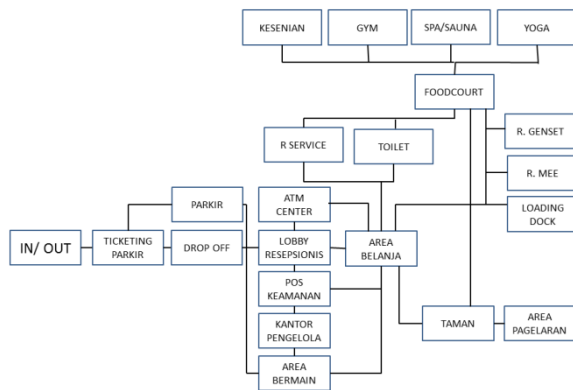 KESENIAN
GYM
SPA/SAUNA
YOGA
FOODCOURT
R SERVICE
TOILET
R. GENSET
R. MEE
LOADING
DOCK
PARKIR
ATM
CENTER
IN/ OUT
TICKETING
PARKIR
DROP OFF
LOBBY
RESEPSIONIS
AREA
BELANJA
POS
KEAMANAN
KANTOR
PENGELOLA
AREA
BERMAIN
TAMAN
AREA
PAGELARAN